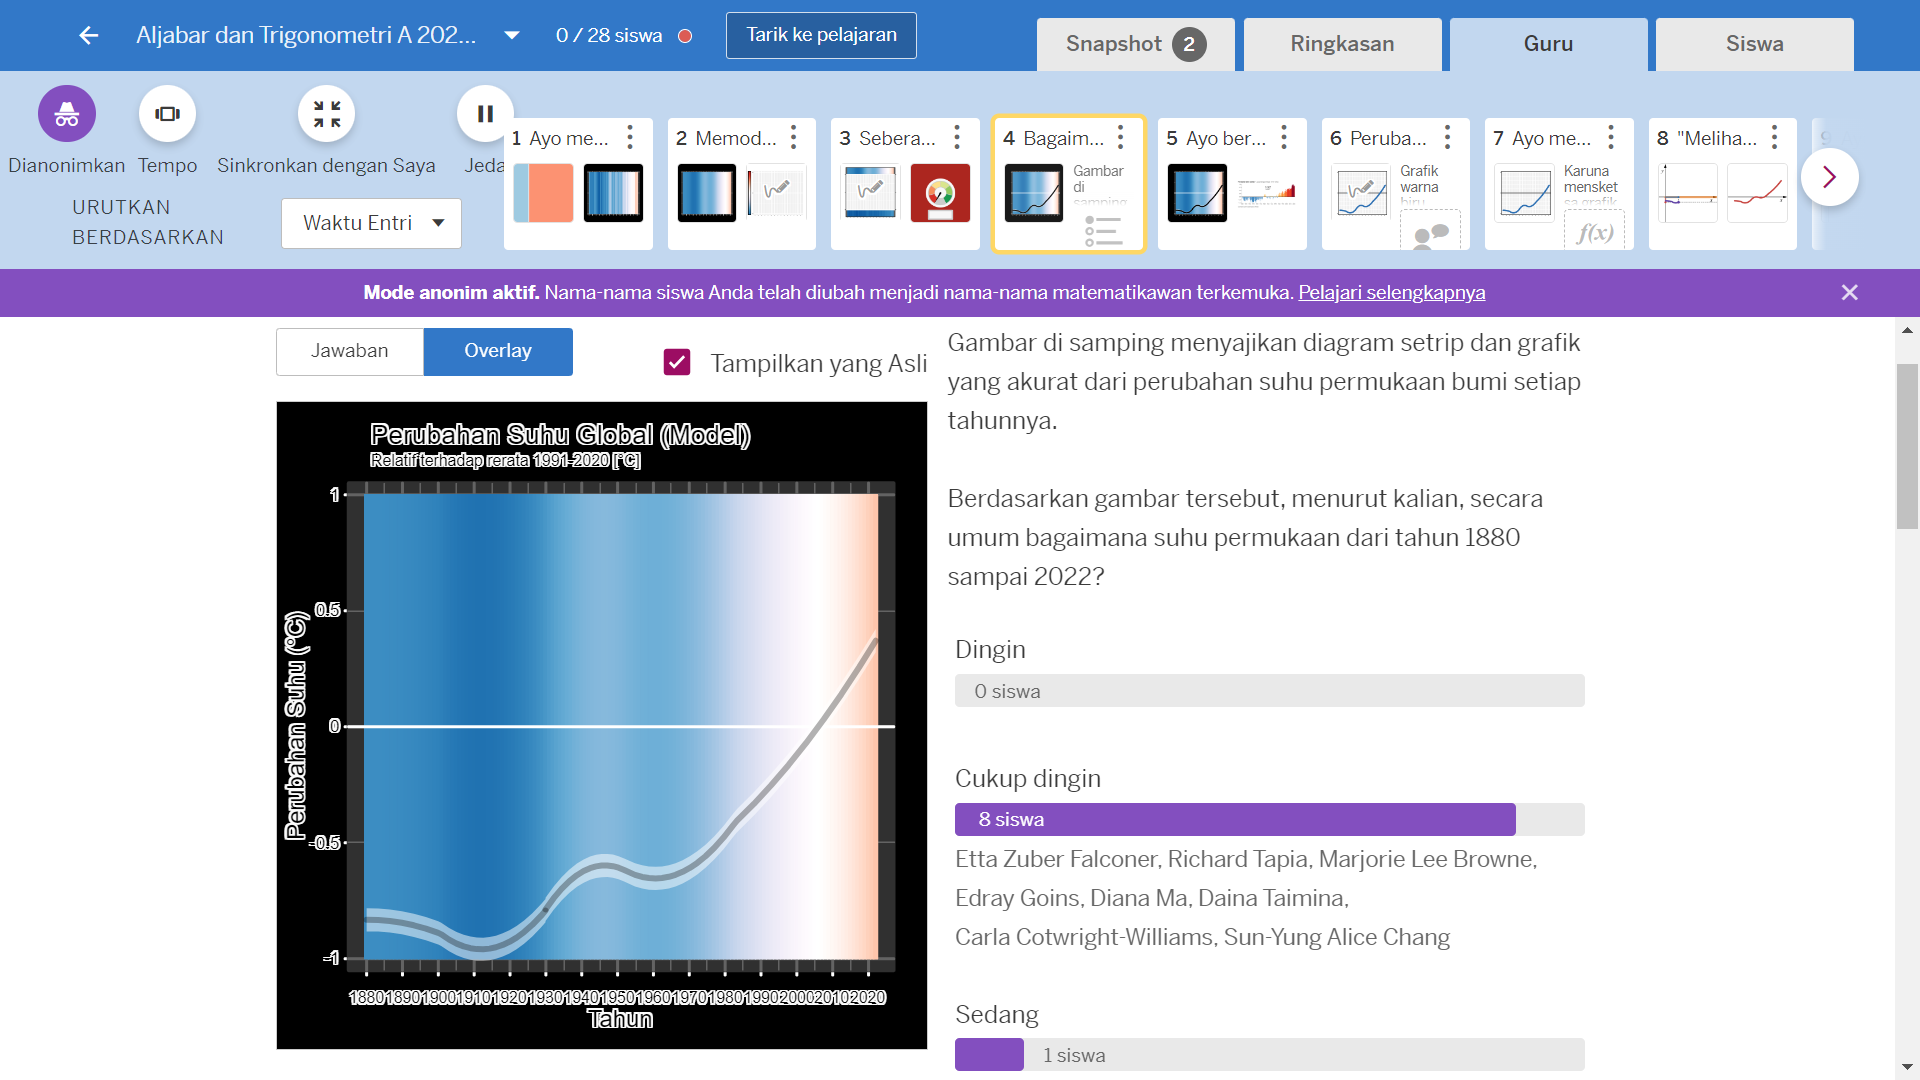 Aljabar dan Trigonometri A 202...
0 / 28 siswa
Tarik ke pelajaran
Snapshot 2
Ringkasan
Guru
Siswa
Dianonimkan
Tempo
Sinkronkan dengan Saya
Jeda
URUTKAN
BERDASARKAN
Waktu Entri
1 Ayo me...
2 Memod...
3 Sebera...
4 Bagaim...
Gambar
di
samping
5 Ayo ber...
6 Peruba...
Grafik
warna
biru
7 Ayo me...
Karuna
mensket
sa grafik
f(x)
8 "Meliha...
9
Mode anonim aktif. Nama-nama siswa Anda telah diubah menjadi nama-nama matematikawan terkemuka. Pelajari selengkapnya
Jawaban
Overlay
Tampilkan yang Asli
Perubahan Suhu Global (Model)
Relatif terhadap rerata 1991-2020 [°C]
1
0.5
0
-0.5
-1
Perubahan Suhu (°C)
1880 1890 1900 1910 1920 1930 1940 1950 1960 1970 1980 1990 2000 2010 2020
Tahun
Gambar di samping menyajikan diagram setrip dan grafik
yang akurat dari perubahan suhu permukaan bumi setiap
tahunnya.
Berdasarkan gambar tersebut, menurut kalian, secara
umum bagaimana suhu permukaan dari tahun 1880
sampai 2022?
Dingin
0 siswa
Cukup dingin
8 siswa
Etta Zuber Falconer, Richard Tapia, Marjorie Lee Browne,
Edray Goins, Diana Ma, Daina Taimina,
Carla Cotwright-Williams, Sun-Yung Alice Chang
Sedang
1 siswa